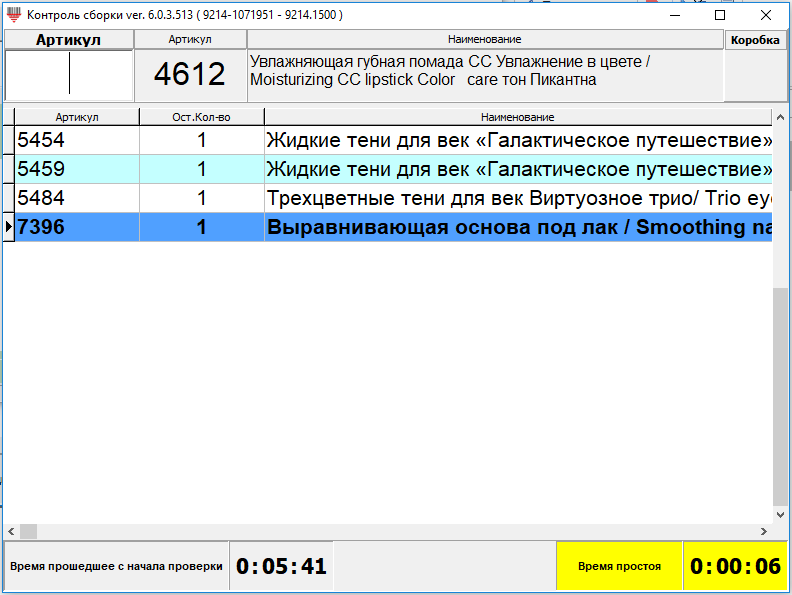 Контроль сборки ver. 6.0.3.513 ( 9214-1071951 - 9214.1500 )
Артикул Артикул Наименование Коробка
4612 Увлажняющая губная помада СС Увлажнение в цвете /
Moisturizing CC lipstick Color care тон Пикантна
Артикул Ост.Кол-во Наименование
5454 1 Жидкие тени для век «Галактическое путешествие»
5459 1 Жидкие тени для век «Галактическое путешествие»
5484 1 Трехцветные тени для век Виртуозное трио/ Trio eye
7396 1 Выравнивающая основа под лак / Smoothing na
Время прошедшее с начала проверки 0:05:41 Время простоя 0:00:06